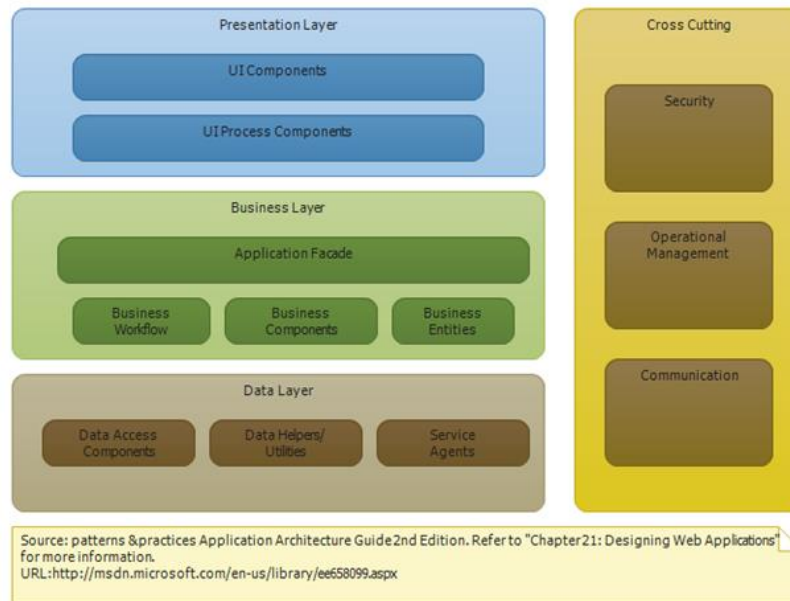 Presentation Layer
UI Components
UI Process Components
Business Layer
Application Facade
Business
Workflow
Business
Components
Business
Entities
Data Layer
Data Access
Components
Data Helpers/
Utilities
Service
Agents
Cross Cutting
Security
Operational
Management
Communication
Source: patterns &practices Application Architecture Guide 2nd Edition. Refer to "Chapter 21: Designing Web Applications"
for more information.
URL:http://msdn.microsoft.com/en-us/library/ee658099.aspx